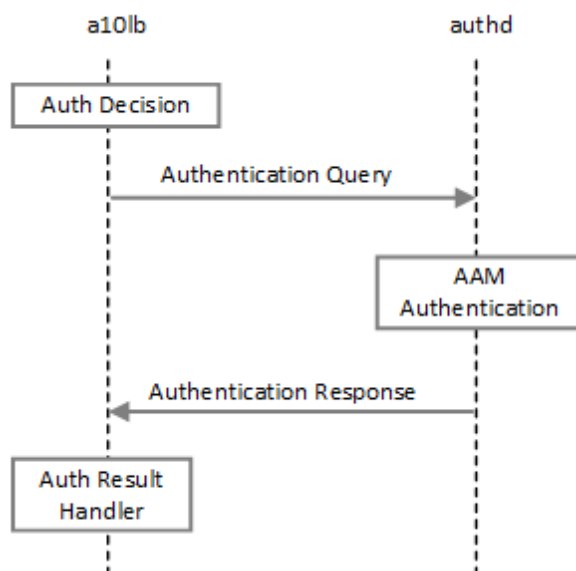 a10lb authd
Auth Decision
Authentication Query
AAM
Authentication
Authentication Response
Auth Result
Handler